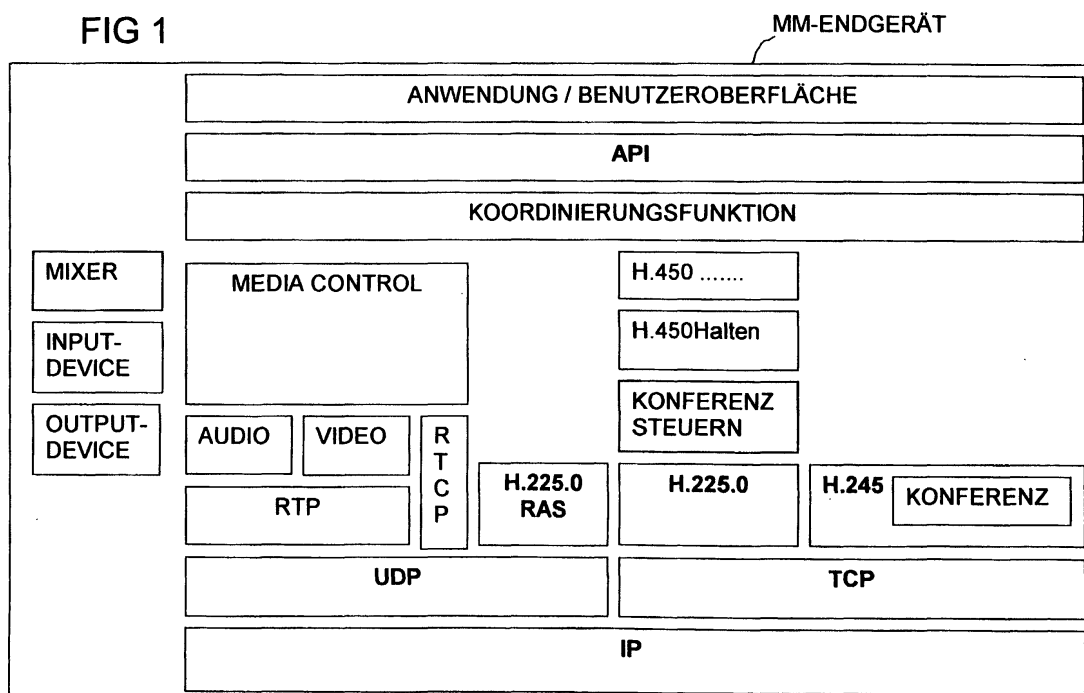 FIG 1
MM-ENDGERÄT
ANWENDUNG / BENUTZEROBERFLÄCHE
API
KOORDINIERUNGSFUNKTION
MIXER
INPUT-
DEVICE
OUTPUT-
DEVICE
MEDIA CONTROL
AUDIO
VIDEO
RTP
R
T
C
P
H.225.0
RAS
H.450 .......
H.450Halten
KONFERENZ
STEUERN
H.225.0
H.245
KONFERENZ
UDP
TCP
IP